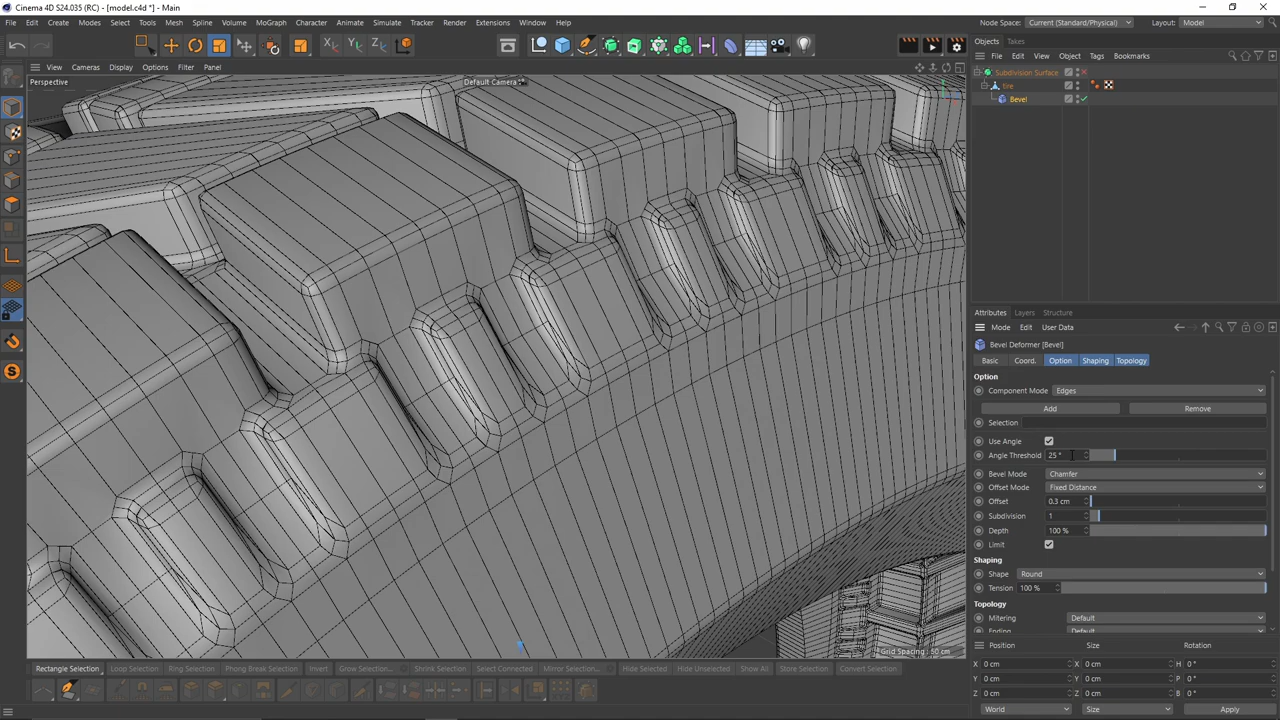 Cinema 4D S24.035 (RC) - [model.c4d *] - Main
File Edit Create Modes Select Tools Mesh Spline Volume MoGraph Character Animate Simulate Tracker Render Extensions Window Help Node Space: Current (Standard/Physical) Layout: Model
X Y Z
Objects Takes
File Edit View Object Tags Bookmarks
View Cameras Display Options Filter Panel
Perspective
Default Camera
Subdivision Surface
Tire
Bevel
Attributes Layers Structure
Mode Edit User Data
Bevel Deformer [Bevel]
Basic Coord. Option Shaping Topology
Option
Component Mode Edges
Add Remove
Selection
Use Angle
Angle Threshold 25 °
Bevel Mode Chamfer
Offset Mode Fixed Distance
Offset 0.3 cm
Subdivision 1
Depth 100 %
Limit
Shaping
Shape Round
Tension 100 %
Topology
Mitering Default
Ending Default
Grid Spacing : 50 cm
Position Size Rotation
X 0 cm X 0 cm H 0 °
Y 0 cm Y 0 cm P 0 °
Z 0 cm Z 0 cm B 0 °
World Size Apply
Rectangle Selection Loop Selection Ring Selection Phong Break Selection Invert Grow Selection... Shrink Selection Select Connected Mirror Selection... Hide Selected Hide Unselected Show All Store Selection Convert Selection